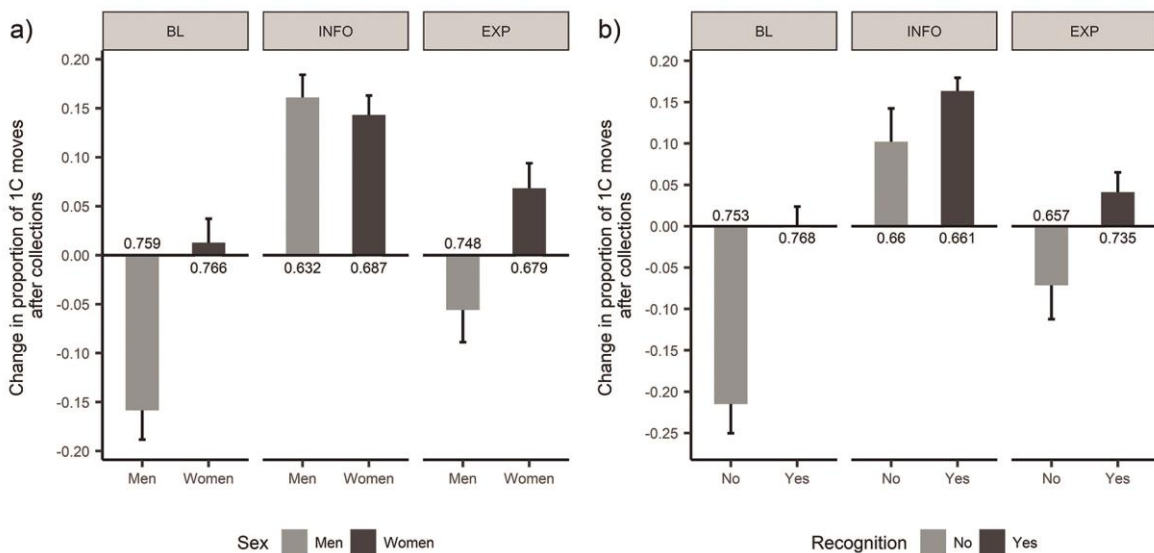 a)
BL INFO EXP
Change in proportion of 1C moves
after collections
0.20
0.15
0.10
0.05
0.00
-0.05
-0.10
-0.15
-0.20
0.759
0.766
0.632 0.687
0.748
0.679
Men Women Men Women Men Women
Sex Men Women
b)
BL INFO EXP
Change in proportion of 1C moves
after collections
0.20
0.15
0.10
0.05
0.00
-0.05
-0.10
-0.15
-0.20
-0.25
0.753
0.768
0.66 0.661
0.657
0.735
No Yes No Yes No Yes
Recognition No Yes